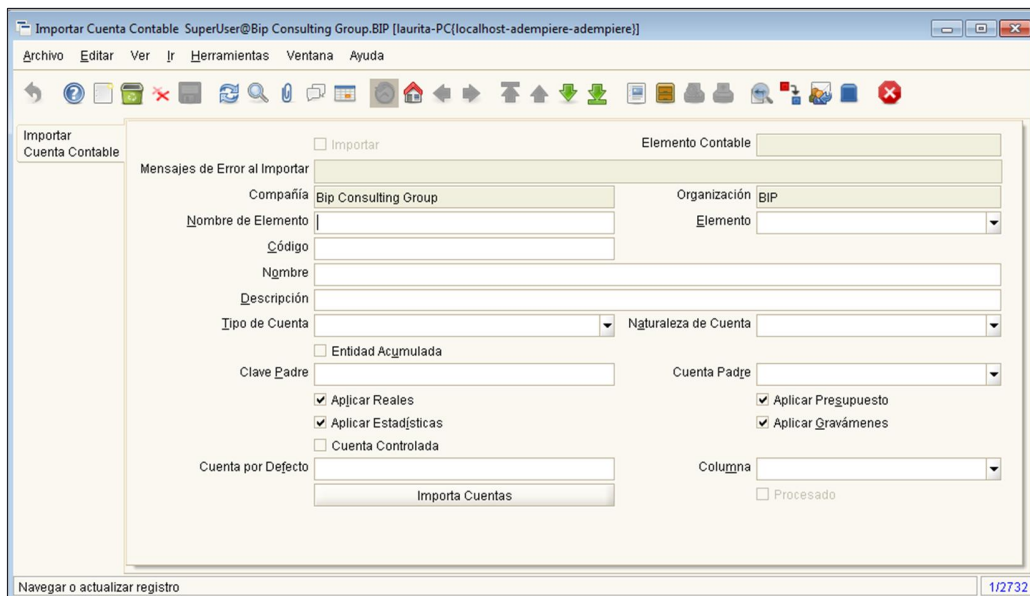 Importar Cuenta Contable SuperUser@Bip Consulting Group.BIP [laurita-PC{localhost-adempiere-adempiere}]
Archivo Editar Ver Ir Herramientas Ventana Ayuda
Importar
Cuenta Contable
Importar Elemento Contable
Mensajes de Error al Importar
Compañía Bip Consulting Group Organización BIP
Nombre de Elemento Elemento
Código
Nombre
Descripción
Tipo de Cuenta Naturaleza de Cuenta
Entidad Acumulada
Clave Padre Cuenta Padre
Aplicar Reales Aplicar Presupuesto
Aplicar Estadísticas Aplicar Gravámenes
Cuenta Controlada
Cuenta por Defecto Columna
Importa Cuentas Procesado
Navegar o actualizar registro 1/2732